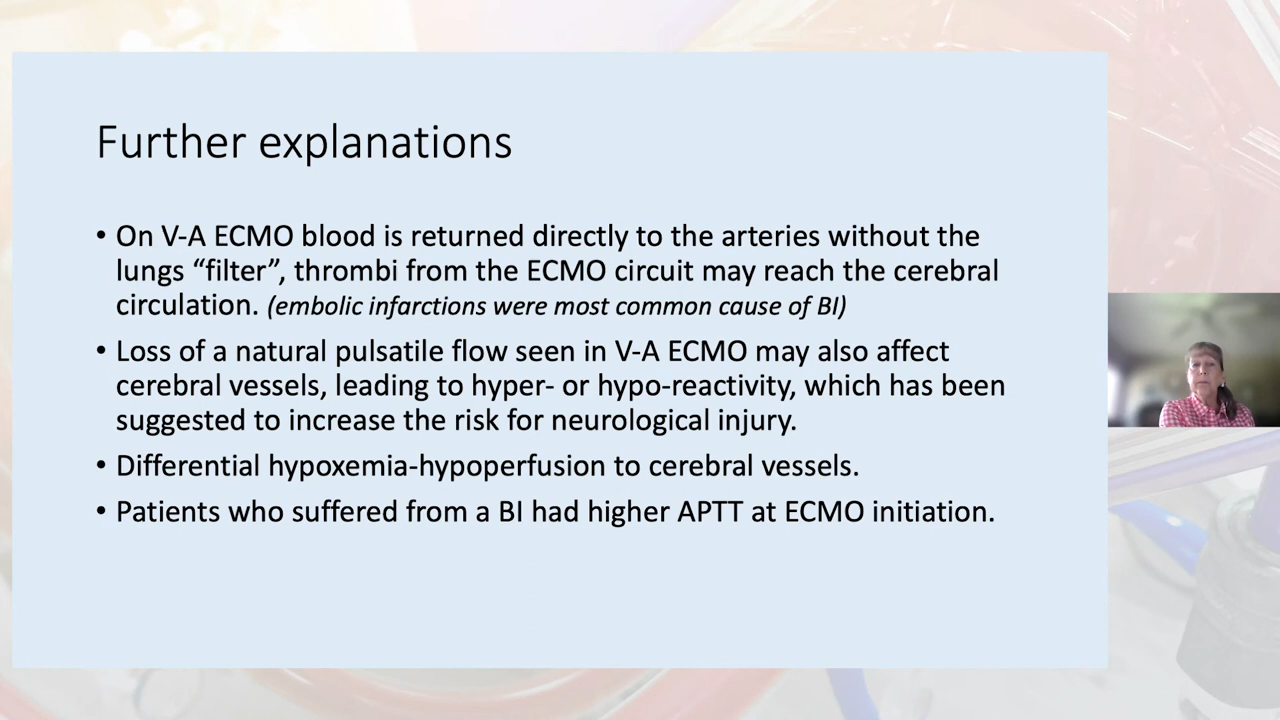 Further explanations
• On V-A ECMO blood is returned directly to the arteries without the
lungs “filter”, thrombi from the ECMO circuit may reach the cerebral
circulation. (embolic infarctions were most common cause of BI)
• Loss of a natural pulsatile flow seen in V-A ECMO may also affect
cerebral vessels, leading to hyper- or hypo-reactivity, which has been
suggested to increase the risk for neurological injury.
• Differential hypoxemia-hypoperfusion to cerebral vessels.
• Patients who suffered from a BI had higher APTT at ECMO initiation.